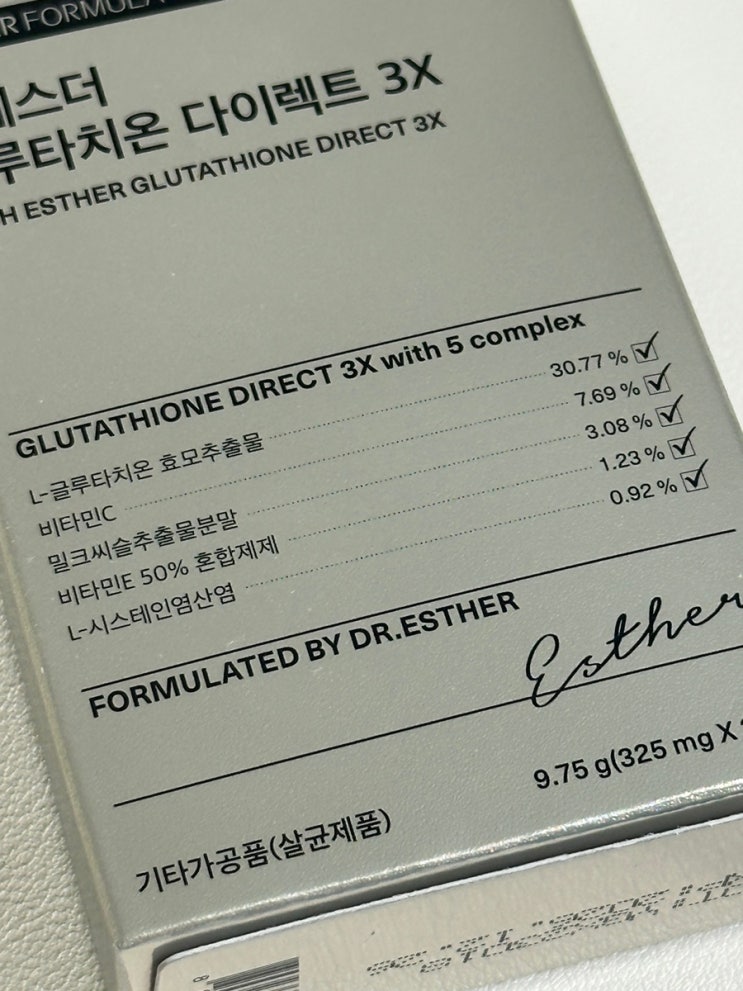 R FORMULA
에스더
루타치온 다이렉트 3X
H ESTHER GLUTATHIONE DIRECT 3X
GLUTATHIONE DIRECT 3X with 5 complex
L-글루타치온 효모추출물 30.77 %
비타민C 7.69 %
밀크씨슬추출물분말 3.08 %
비타민E 50% 혼합제제 1.23 %
L-시스테인염산염 0.92 %
FORMULATED BY DR.ESTHER
Esther
9.75 g(325 mg X
기타가공품(살균제품)
8